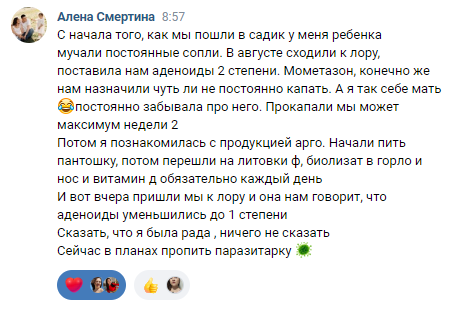 Алена Смертина 8:57
С начала того, как мы пошли в садик у меня ребенка
мучали постоянные сопли. В августе сходили к лору,
поставила нам аденоиды 2 степени. Мометазон, конечно же
нам назначили чуть ли не постоянно капать. А я так себе мать
😂постоянно забывала про него. Прокапали мы может
максимум недели 2
Потом я познакомилась с продукцией арго. Начали пить
пантошку, потом перешли на литовки ф, биолизат в горло и
нос и витамин д обязательно каждый день
И вот вчера пришли мы к лору и она нам говорит, что
аденоиды уменьшились до 1 степени
Сказать, что я была рада , ничего не сказать
Сейчас в планах пропить паразитарку 🦠